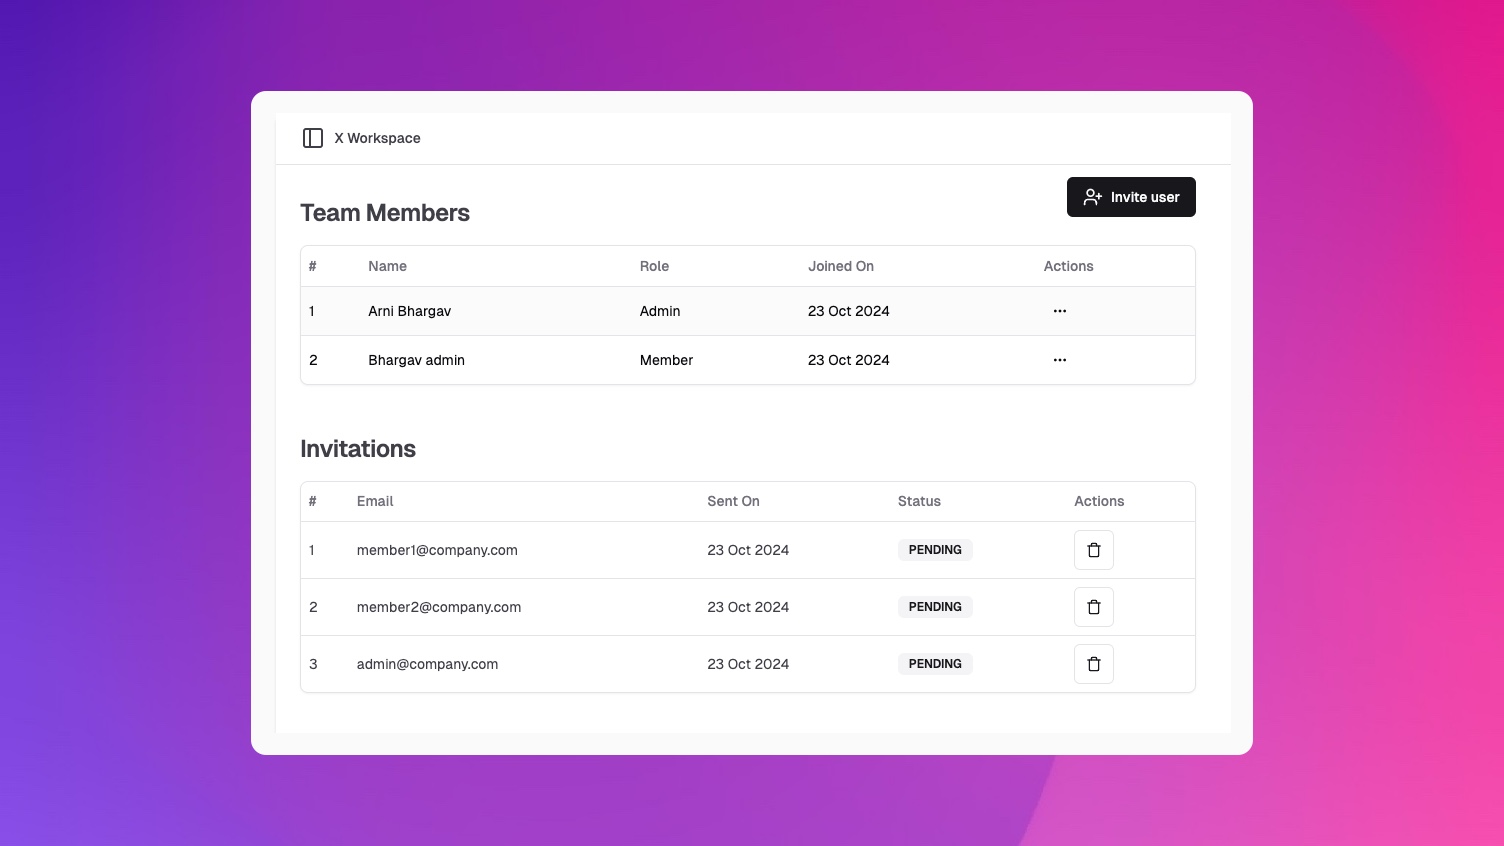 X Workspace
Invite user
Team Members
# Name Role Joined On Actions
1 Arni Bhargav Admin 23 Oct 2024
2 Bhargav admin Member 23 Oct 2024
Invitations
# Email Sent On Status Actions
1 member1@company.com 23 Oct 2024 PENDING
2 member2@company.com 23 Oct 2024 PENDING
3 admin@company.com 23 Oct 2024 PENDING